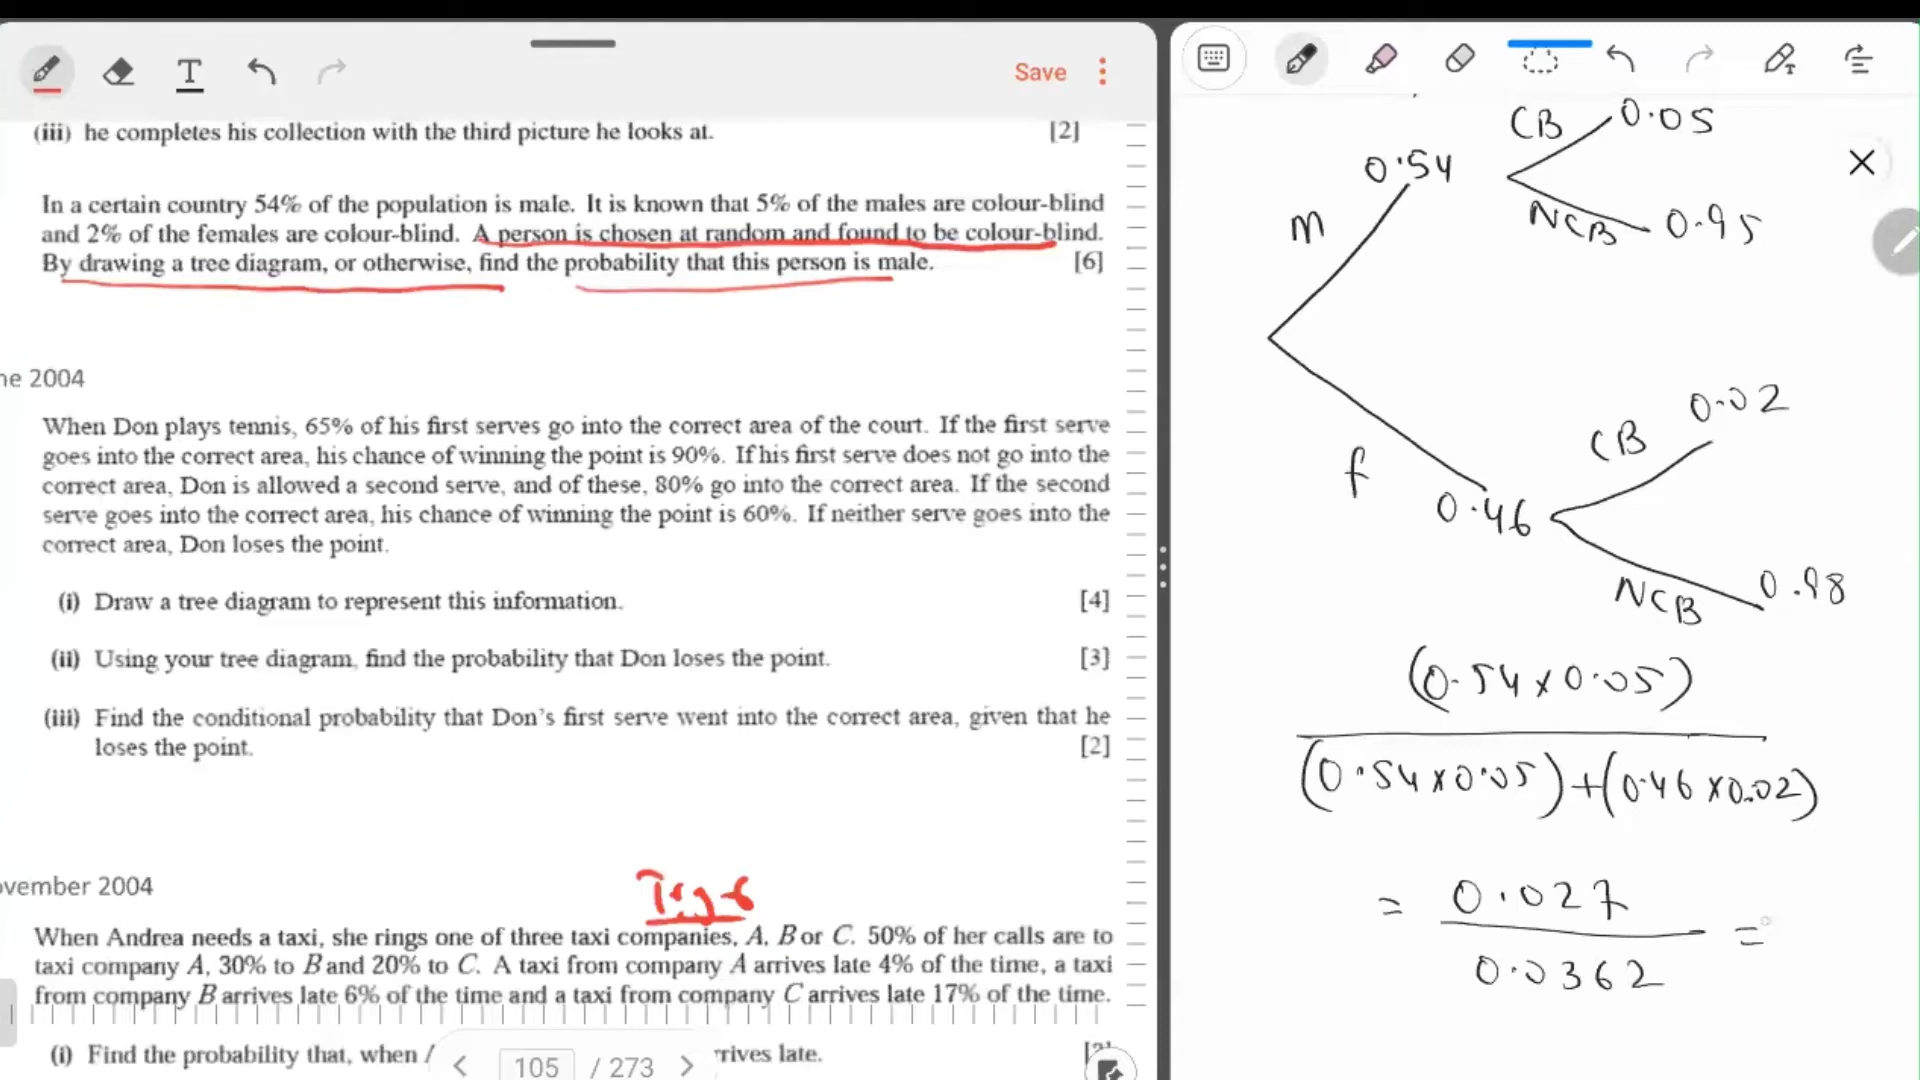 T
Save
(iii) he completes his collection with the third picture he looks at. [2]
In a certain country 54% of the population is male. It is known that 5% of the males are colour-blind
and 2% of the females are colour-blind. A person is chosen at random and found to be colour-blind.
By drawing a tree diagram, or otherwise, find the probability that this person is male. [6]
ne 2004
When Don plays tennis, 65% of his first serves go into the correct area of the court. If the first serve
goes into the correct area, his chance of winning the point is 90%. If his first serve does not go into the
correct area, Don is allowed a second serve, and of these, 80% go into the correct area. If the second
serve goes into the correct area, his chance of winning the point is 60%. If neither serve goes into the
correct area, Don loses the point.
(i) Draw a tree diagram to represent this information. [4]
(ii) Using your tree diagram, find the probability that Don loses the point. [3]
(iii) Find the conditional probability that Don's first serve went into the correct area, given that he
loses the point. [2]
ovember 2004
When Andrea needs a taxi, she rings one of three taxi companies, A, B or C. 50% of her calls are to
taxi company A, 30% to B and 20% to C. A taxi from company A arrives late 4% of the time, a taxi
from company B arrives late 6% of the time and a taxi from company C arrives late 17% of the time.
(i) Find the probability that, when
rrives late.
105 / 273
CB 0.05
0.54
m
NCB 0.95
CB 0.02
f
0.46
NCB 0.98
(0.54 x 0.05)
(0.54 x 0.05) + (0.46 x 0.02)
= 0.027 =
0.0362